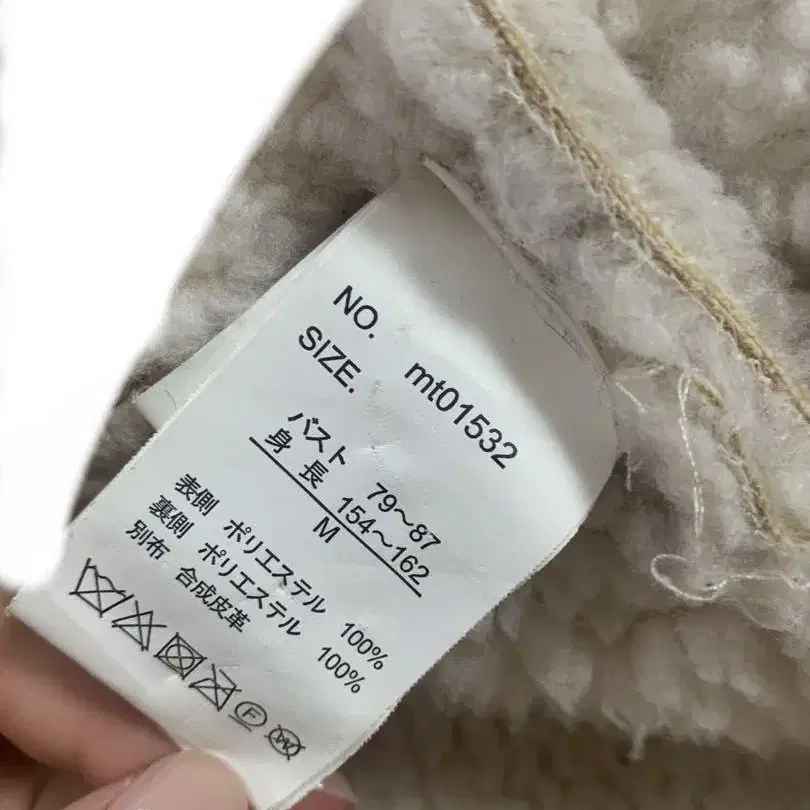 NO. mt01532
SIZE.
バスト 79～87
身長 154～162
M
表側 ポリエステル 100%
裏側 ポリエステル 100%
別布 合成皮革
F
W